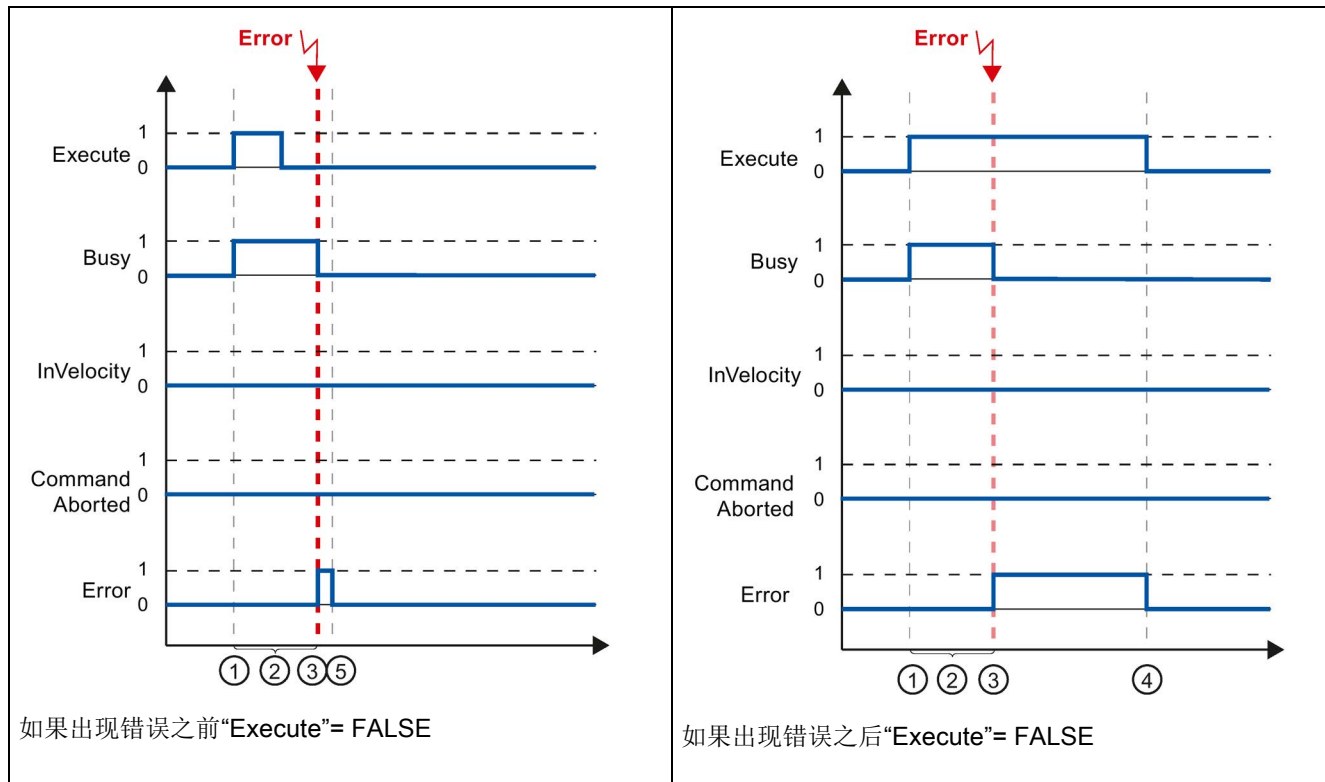 Error
Execute
1
0
Busy
1
0
InVelocity
1
0
Command
Aborted
1
0
Error
1
0
① ② ③ ⑤
如果出现错误之前“Execute”= FALSE
Error
Execute
1
0
Busy
1
0
InVelocity
1
0
Command
Aborted
1
0
Error
1
0
① ② ③ ④
如果出现错误之后“Execute”= FALSE